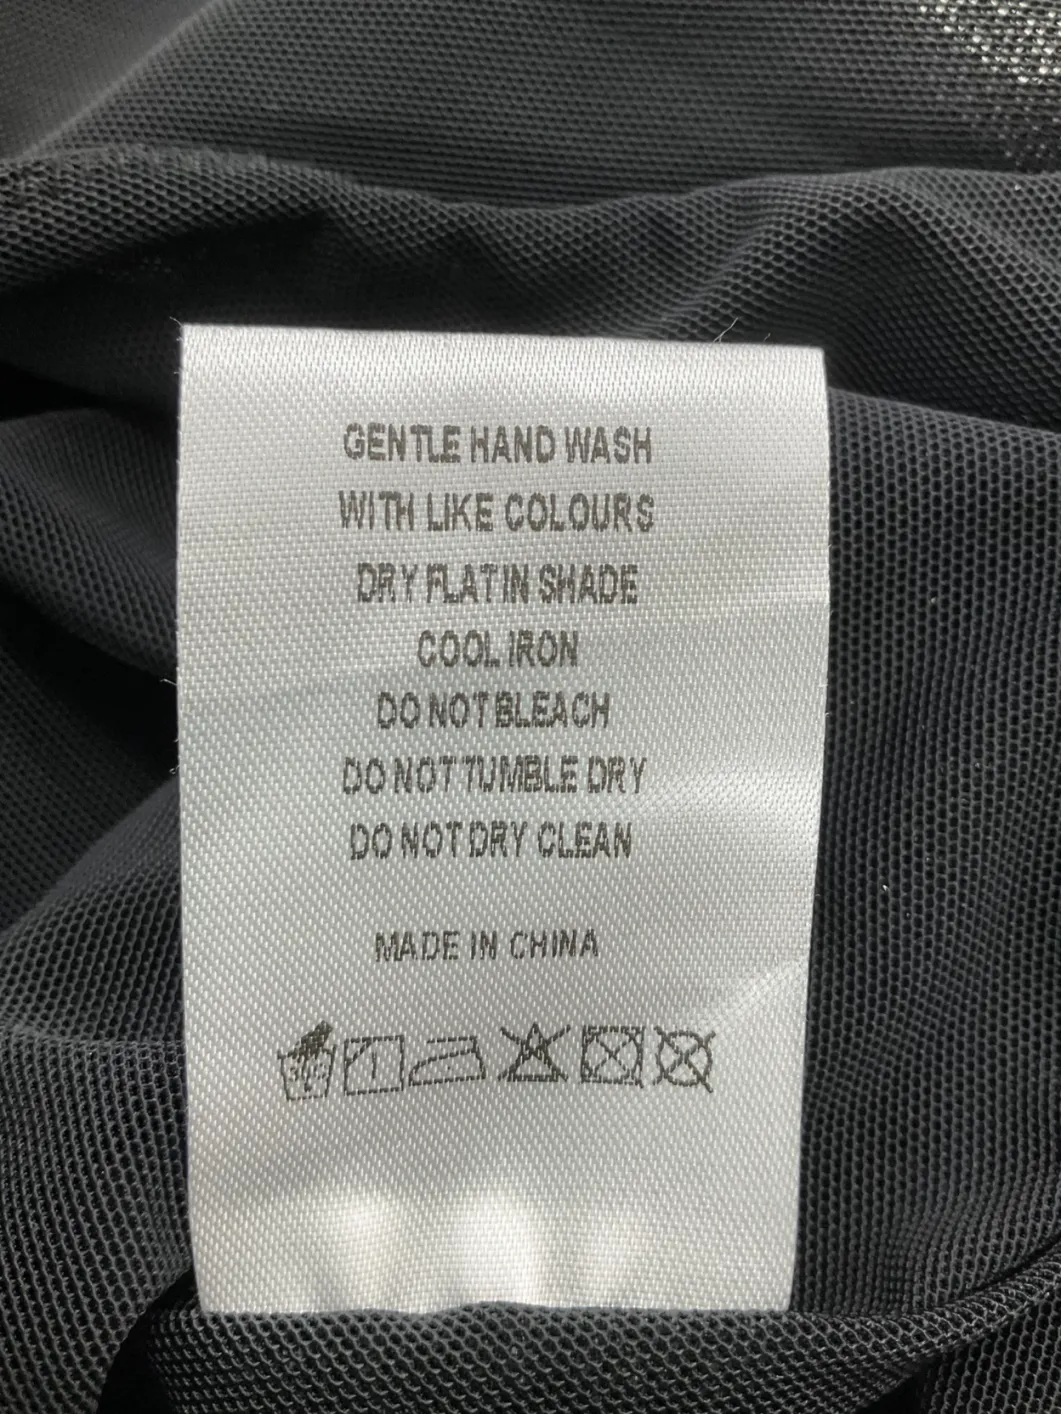 GENTLE HAND WASH
WITH LIKE COLOURS
DRY FLAT IN SHADE
COOL IRON
DO NOT BLEACH
DO NOT TUMBLE DRY
DO NOT DRY CLEAN
MADE IN CHINA